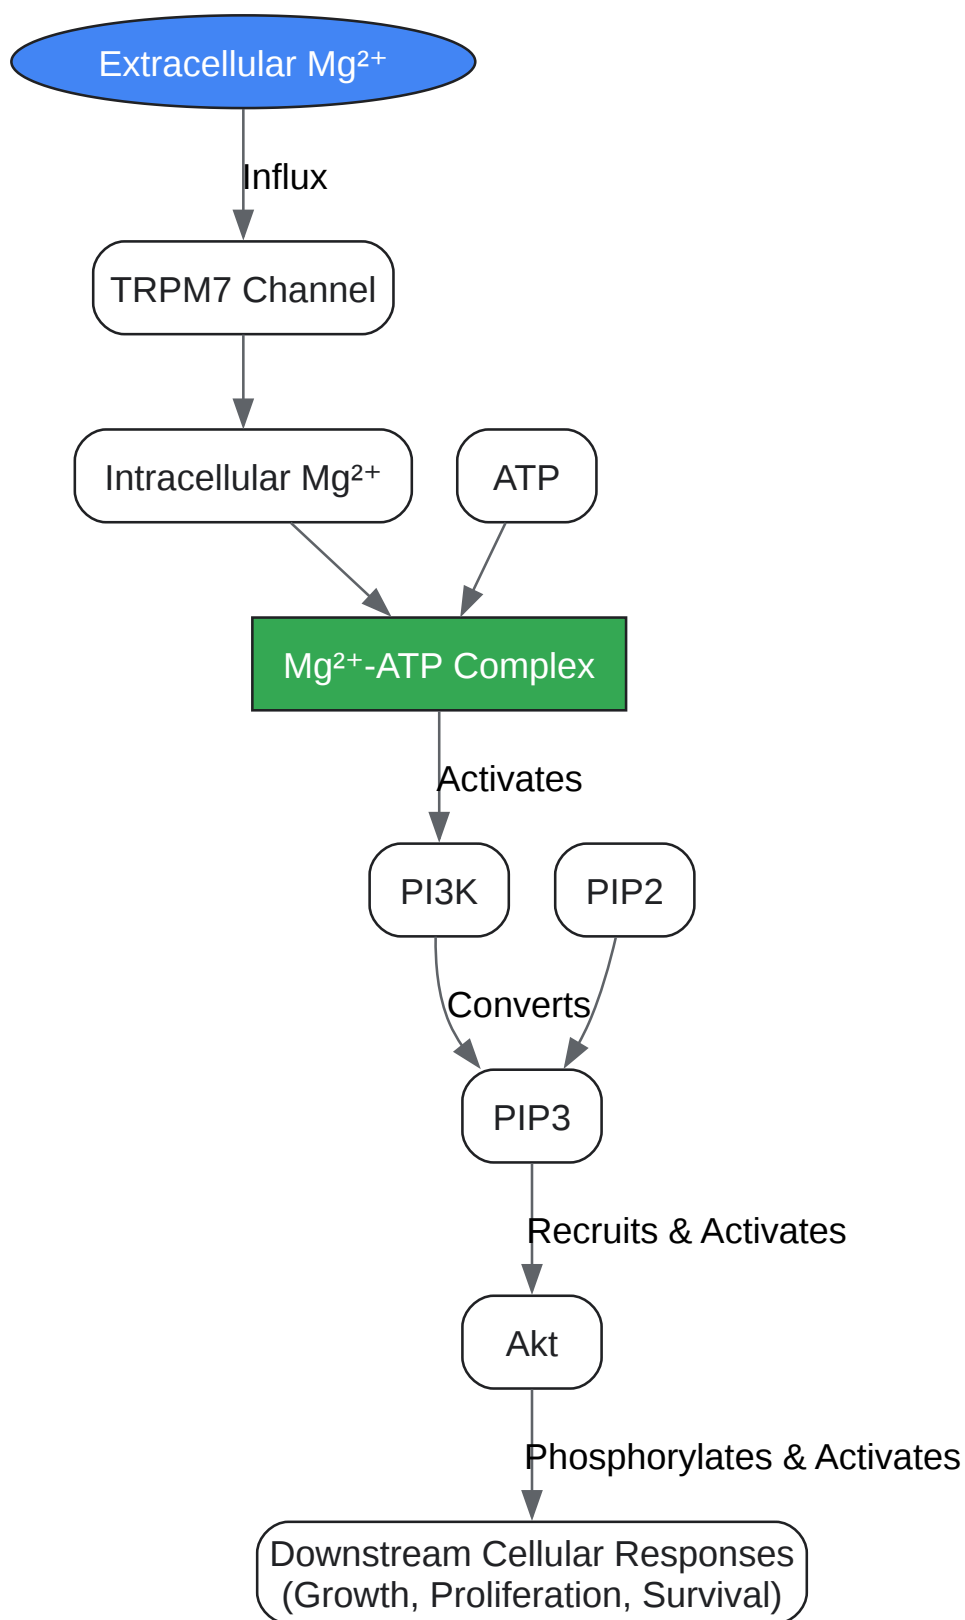 Extracellular Mg²⁺
Influx
TRPM7 Channel
Intracellular Mg²⁺
ATP
Mg²⁺-ATP Complex
Activates
PI3K
PIP2
Converts
PIP3
Recruits & Activates
Akt
Phosphorylates & Activates
Downstream Cellular Responses
(Growth, Proliferation, Survival)